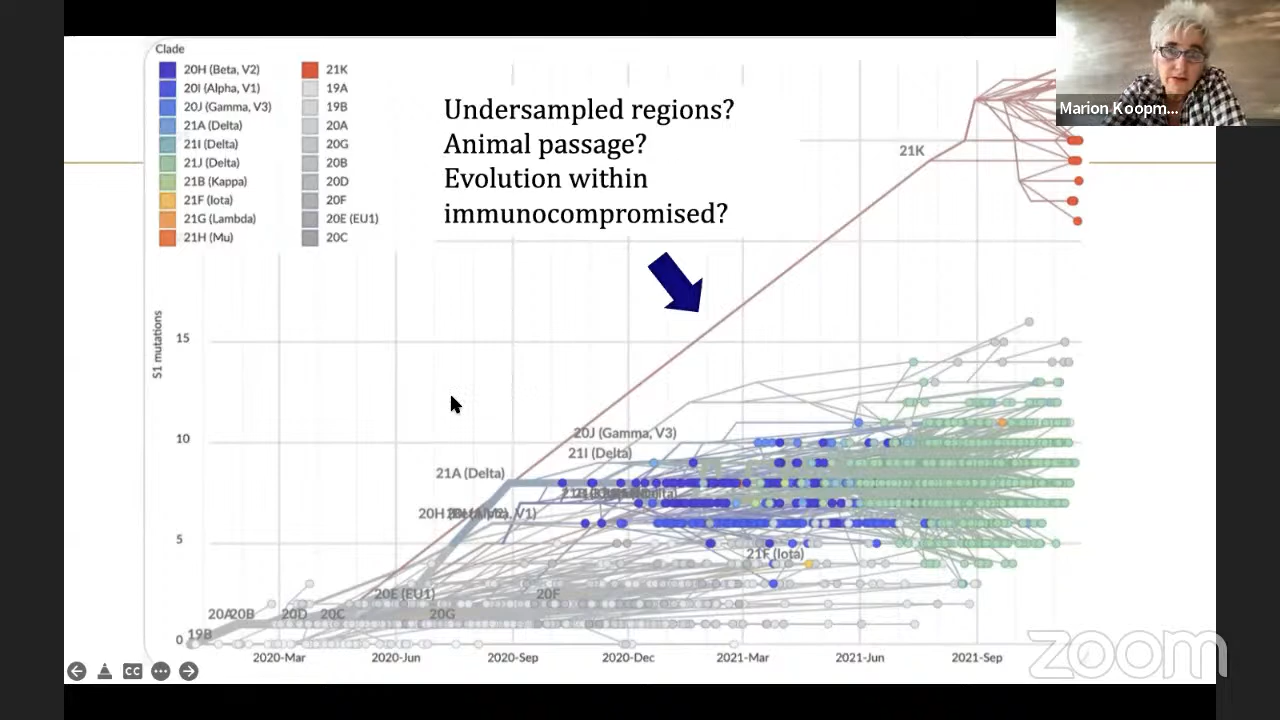 Clade
20H (Beta, V2)
20I (Alpha, V1)
20J (Gamma, V3)
21A (Delta)
21I (Delta)
21J (Delta)
21B (Kappa)
21F (Iota)
21G (Lambda)
21H (Mu)
21K
19A
19B
20A
20G
20B
20D
20F
20E (EU1)
20C
Undersampled regions?
Animal passage?
Evolution within
immunocompromised?
Marion Koopm...
21K
S1 mutations
15
10
5
0
20J (Gamma, V3)
21I (Delta)
21A (Delta)
20H
V1)
21F (Iota)
20E (EU1)
20F
20A
20B
20D
20C
20G
19B
2020-Mar
2020-Jun
2020-Sep
2020-Dec
2021-Mar
2021-Jun
2021-Sep
CC
zoom